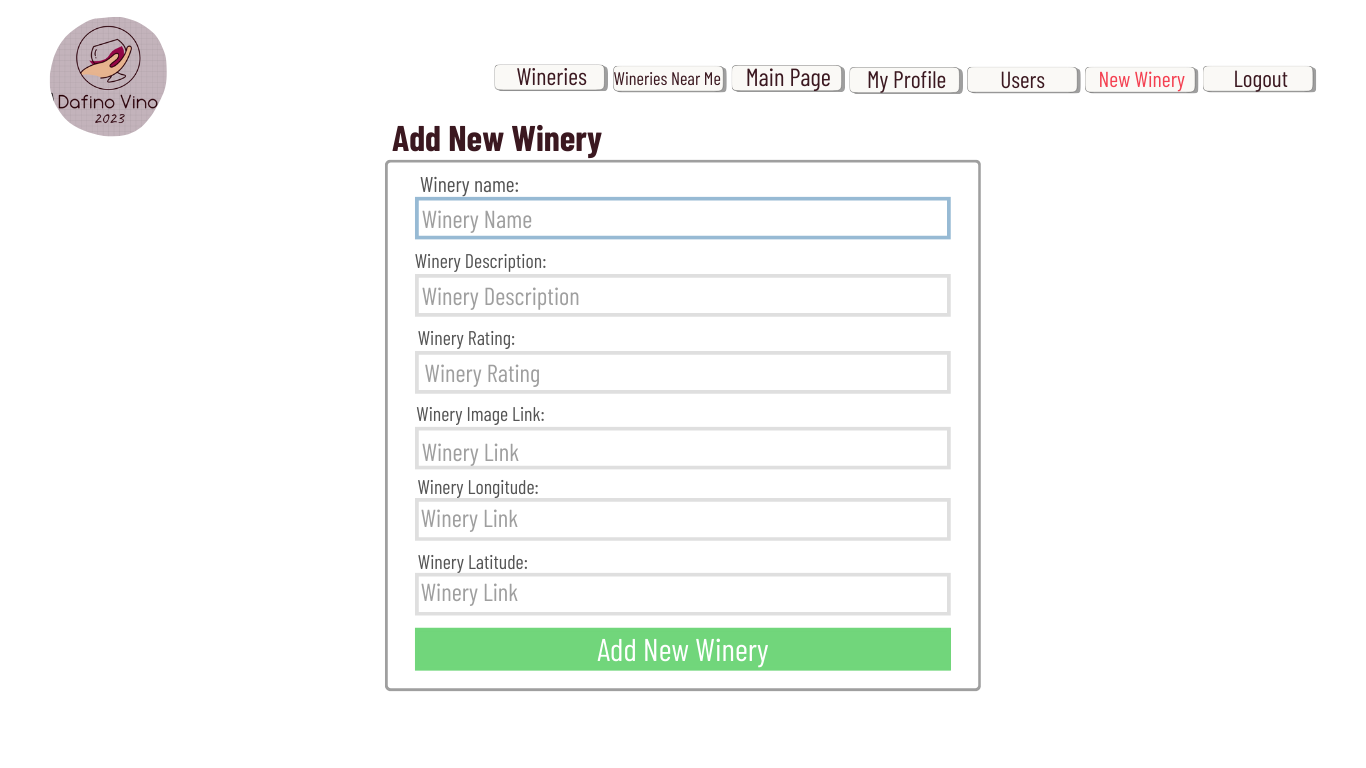 Dafino Vino
2023
Wineries
Wineries Near Me
Main Page
My Profile
Users
New Winery
Logout
Add New Winery
Winery name:
Winery Name
Winery Description:
Winery Description
Winery Rating:
Winery Rating
Winery Image Link:
Winery Link
Winery Longitude:
Winery Link
Winery Latitude:
Winery Link
Add New Winery